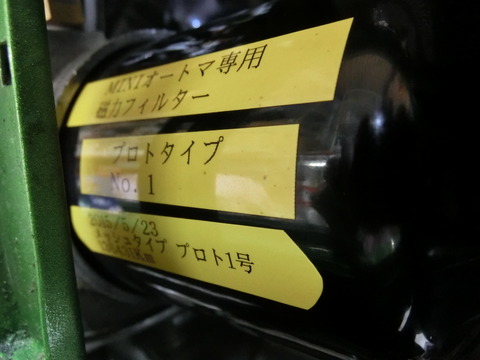 MINIオートマ専用
磁力フィルター
プロトタイプ
No.1
2015/5/23
プロト1号